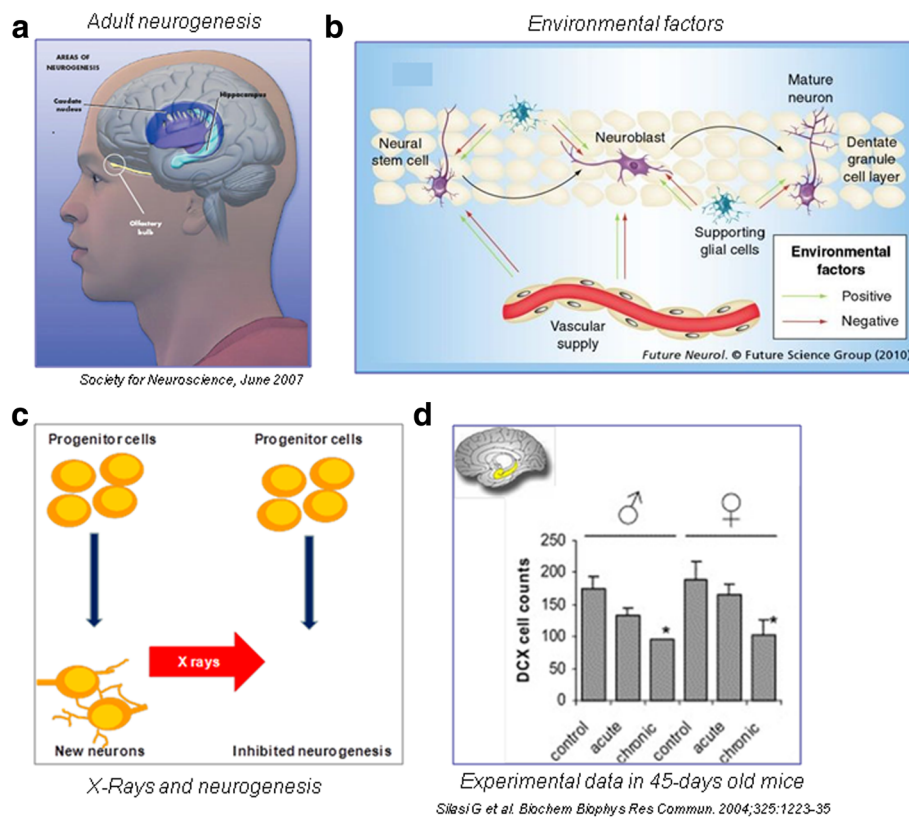 a
Adult neurogenesis
AREAS OF
NEUROGENESIS
Caudate
nucleus
Hippocampus
Olfactory
bulb
Society for Neuroscience, June 2007
b
Environmental factors
Mature
neuron
Neuroblast
Neural
stem cell
Dentate
granule
cell layer
Supporting
glial cells
Environmental
factors
Positive
Negative
Vascular
supply
Future Neurol. © Future Science Group (2010)
c
Progenitor cells
Progenitor cells
X rays
New neurons
Inhibited neurogenesis
X-Rays and neurogenesis
d
♂
♀
DCX cell counts
250
200
150
100
50
0
*
*
control
acute
chronic
control
acute
chronic
Experimental data in 45-days old mice
Silasi G et al. Biochem Biophys Res Commun. 2004;325:1223-35